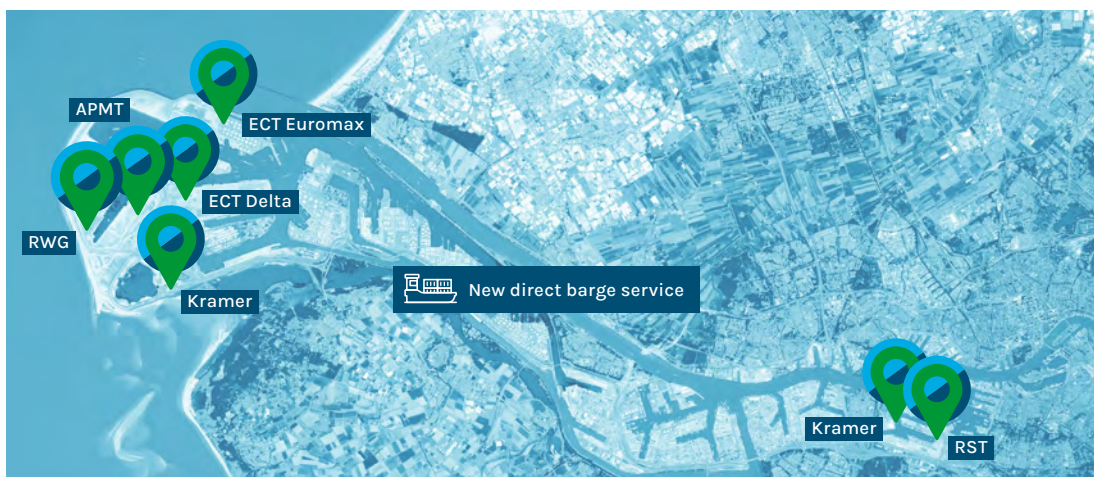 APMT
ECT Euromax
ECT Delta
RWG
Kramer
New direct barge service
Kramer
RST